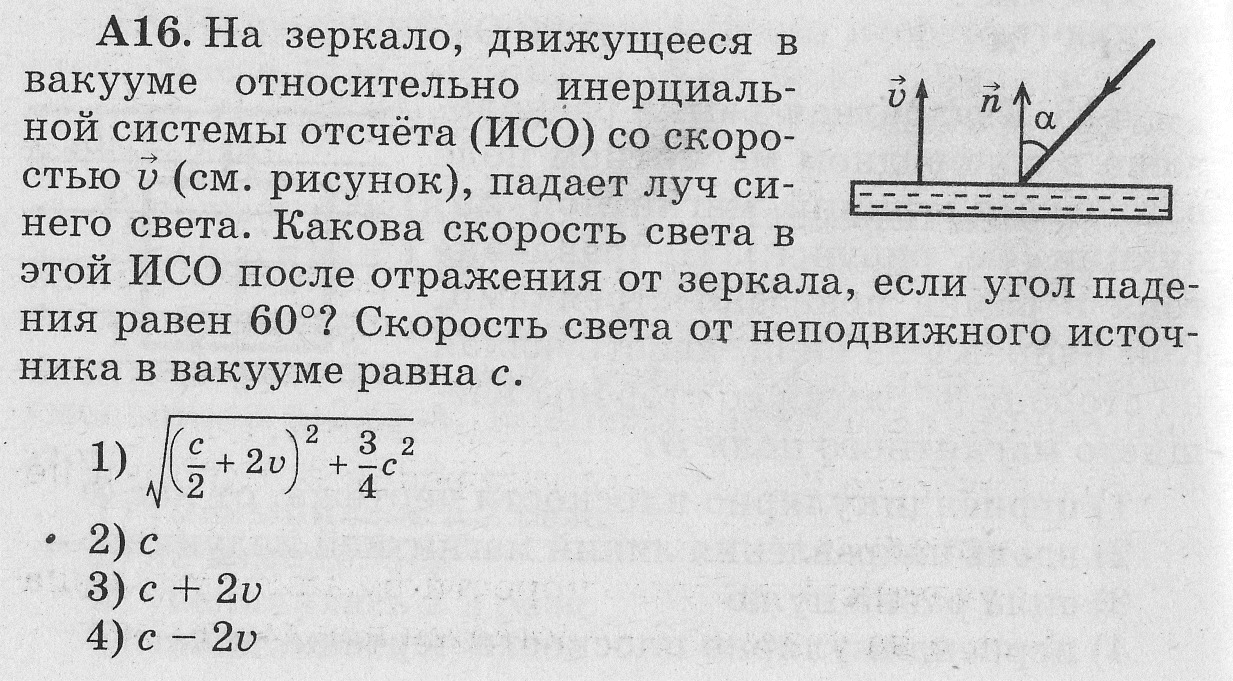 А16. На зеркало, движущееся в
вакууме относительно инерциаль-
ной системы отсчёта (ИСО) со скоро-
стью v⃗ (см. рисунок), падает луч си-
него света. Какова скорость света в
этой ИСО после отражения от зеркала, если угол паде-
ния равен 60°? Скорость света от неподвижного источ-
ника в вакууме равна c.
v⃗ n⃗ α
1) √((c/2 + 2v)² + 3/4 c²)
• 2) c
3) c + 2v
4) c − 2v